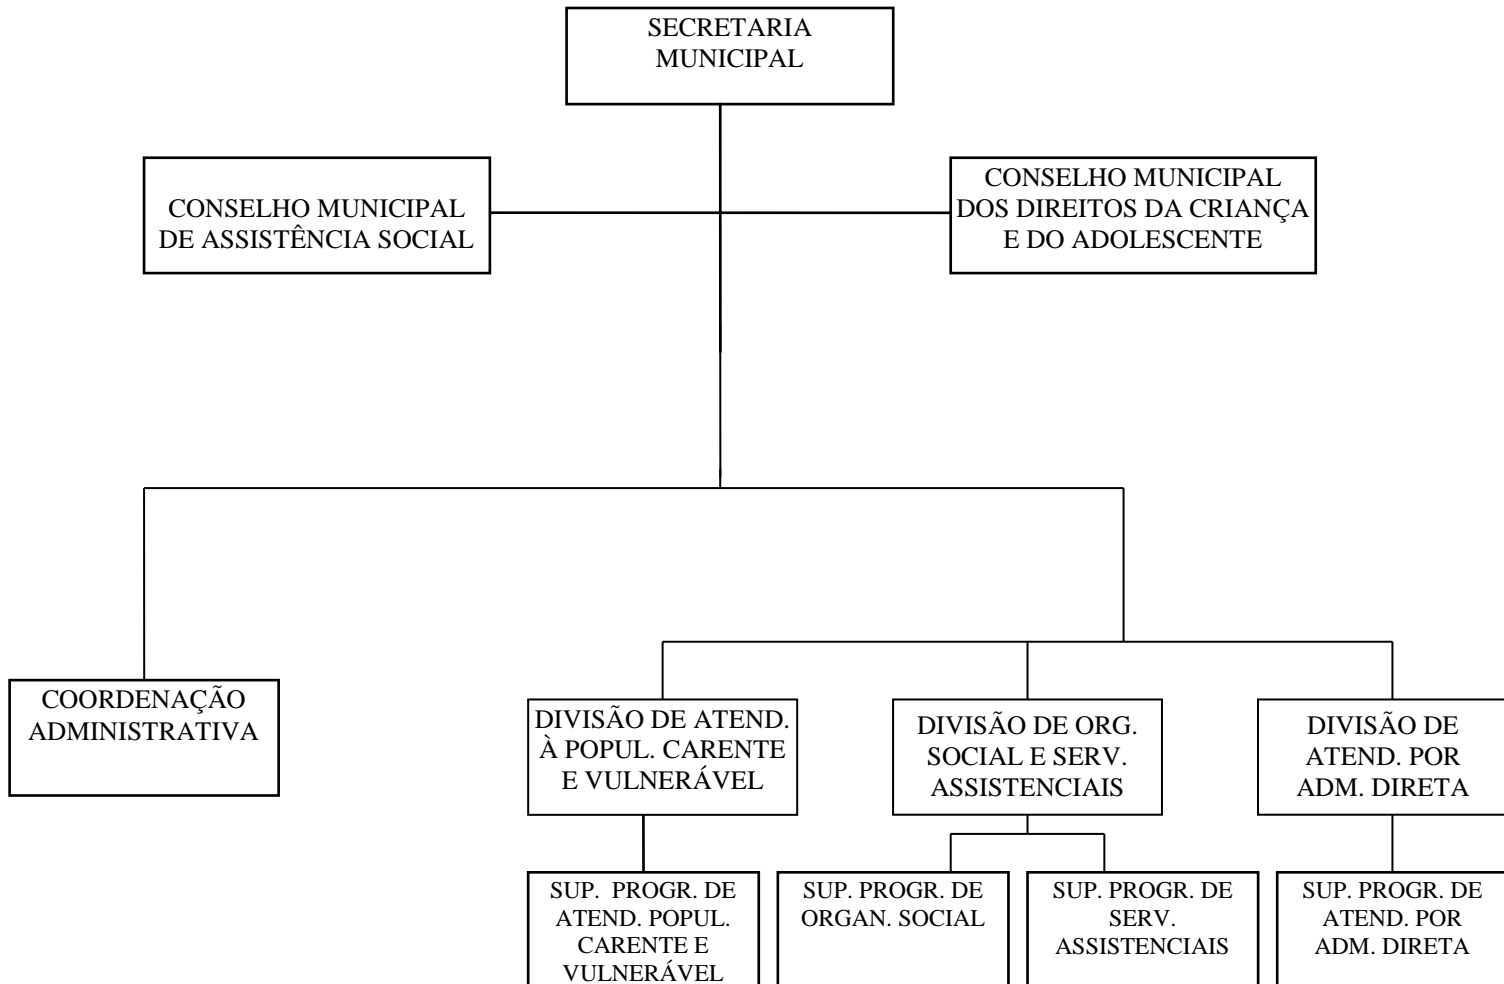 SECRETARIA
MUNICIPAL
CONSELHO MUNICIPAL
DE ASSISTÊNCIA SOCIAL
CONSELHO MUNICIPAL
DOS DIREITOS DA CRIANÇA
E DO ADOLESCENTE
COORDENAÇÃO
ADMINISTRATIVA
DIVISÃO DE ATEND.
À POPUL. CARENTE
E VULNERÁVEL
DIVISÃO DE ORG.
SOCIAL E SERV.
ASSISTENCIAIS
DIVISÃO DE
ATEND. POR
ADM. DIRETA
SUP. PROGR. DE
ATEND. POPUL.
CARENTE E
VULNERÁVEL
SUP. PROGR. DE
ORGAN. SOCIAL
SUP. PROGR. DE
SERV.
ASSISTENCIAIS
SUP. PROGR. DE
ATEND. POR
ADM. DIRETA